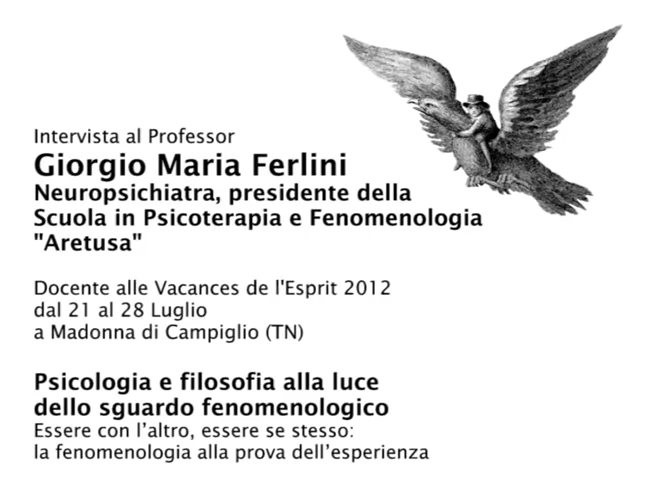 Intervista al Professor
Giorgio Maria Ferlini
Neuropsichiatra, presidente della
Scuola in Psicoterapia e Fenomenologia
"Aretusa"
Docente alle Vacances de l'Esprit 2012
dal 21 al 28 Luglio
a Madonna di Campiglio (TN)
Psicologia e filosofia alla luce
dello sguardo fenomenologico
Essere con l’altro, essere se stesso:
la fenomenologia alla prova dell’esperienza